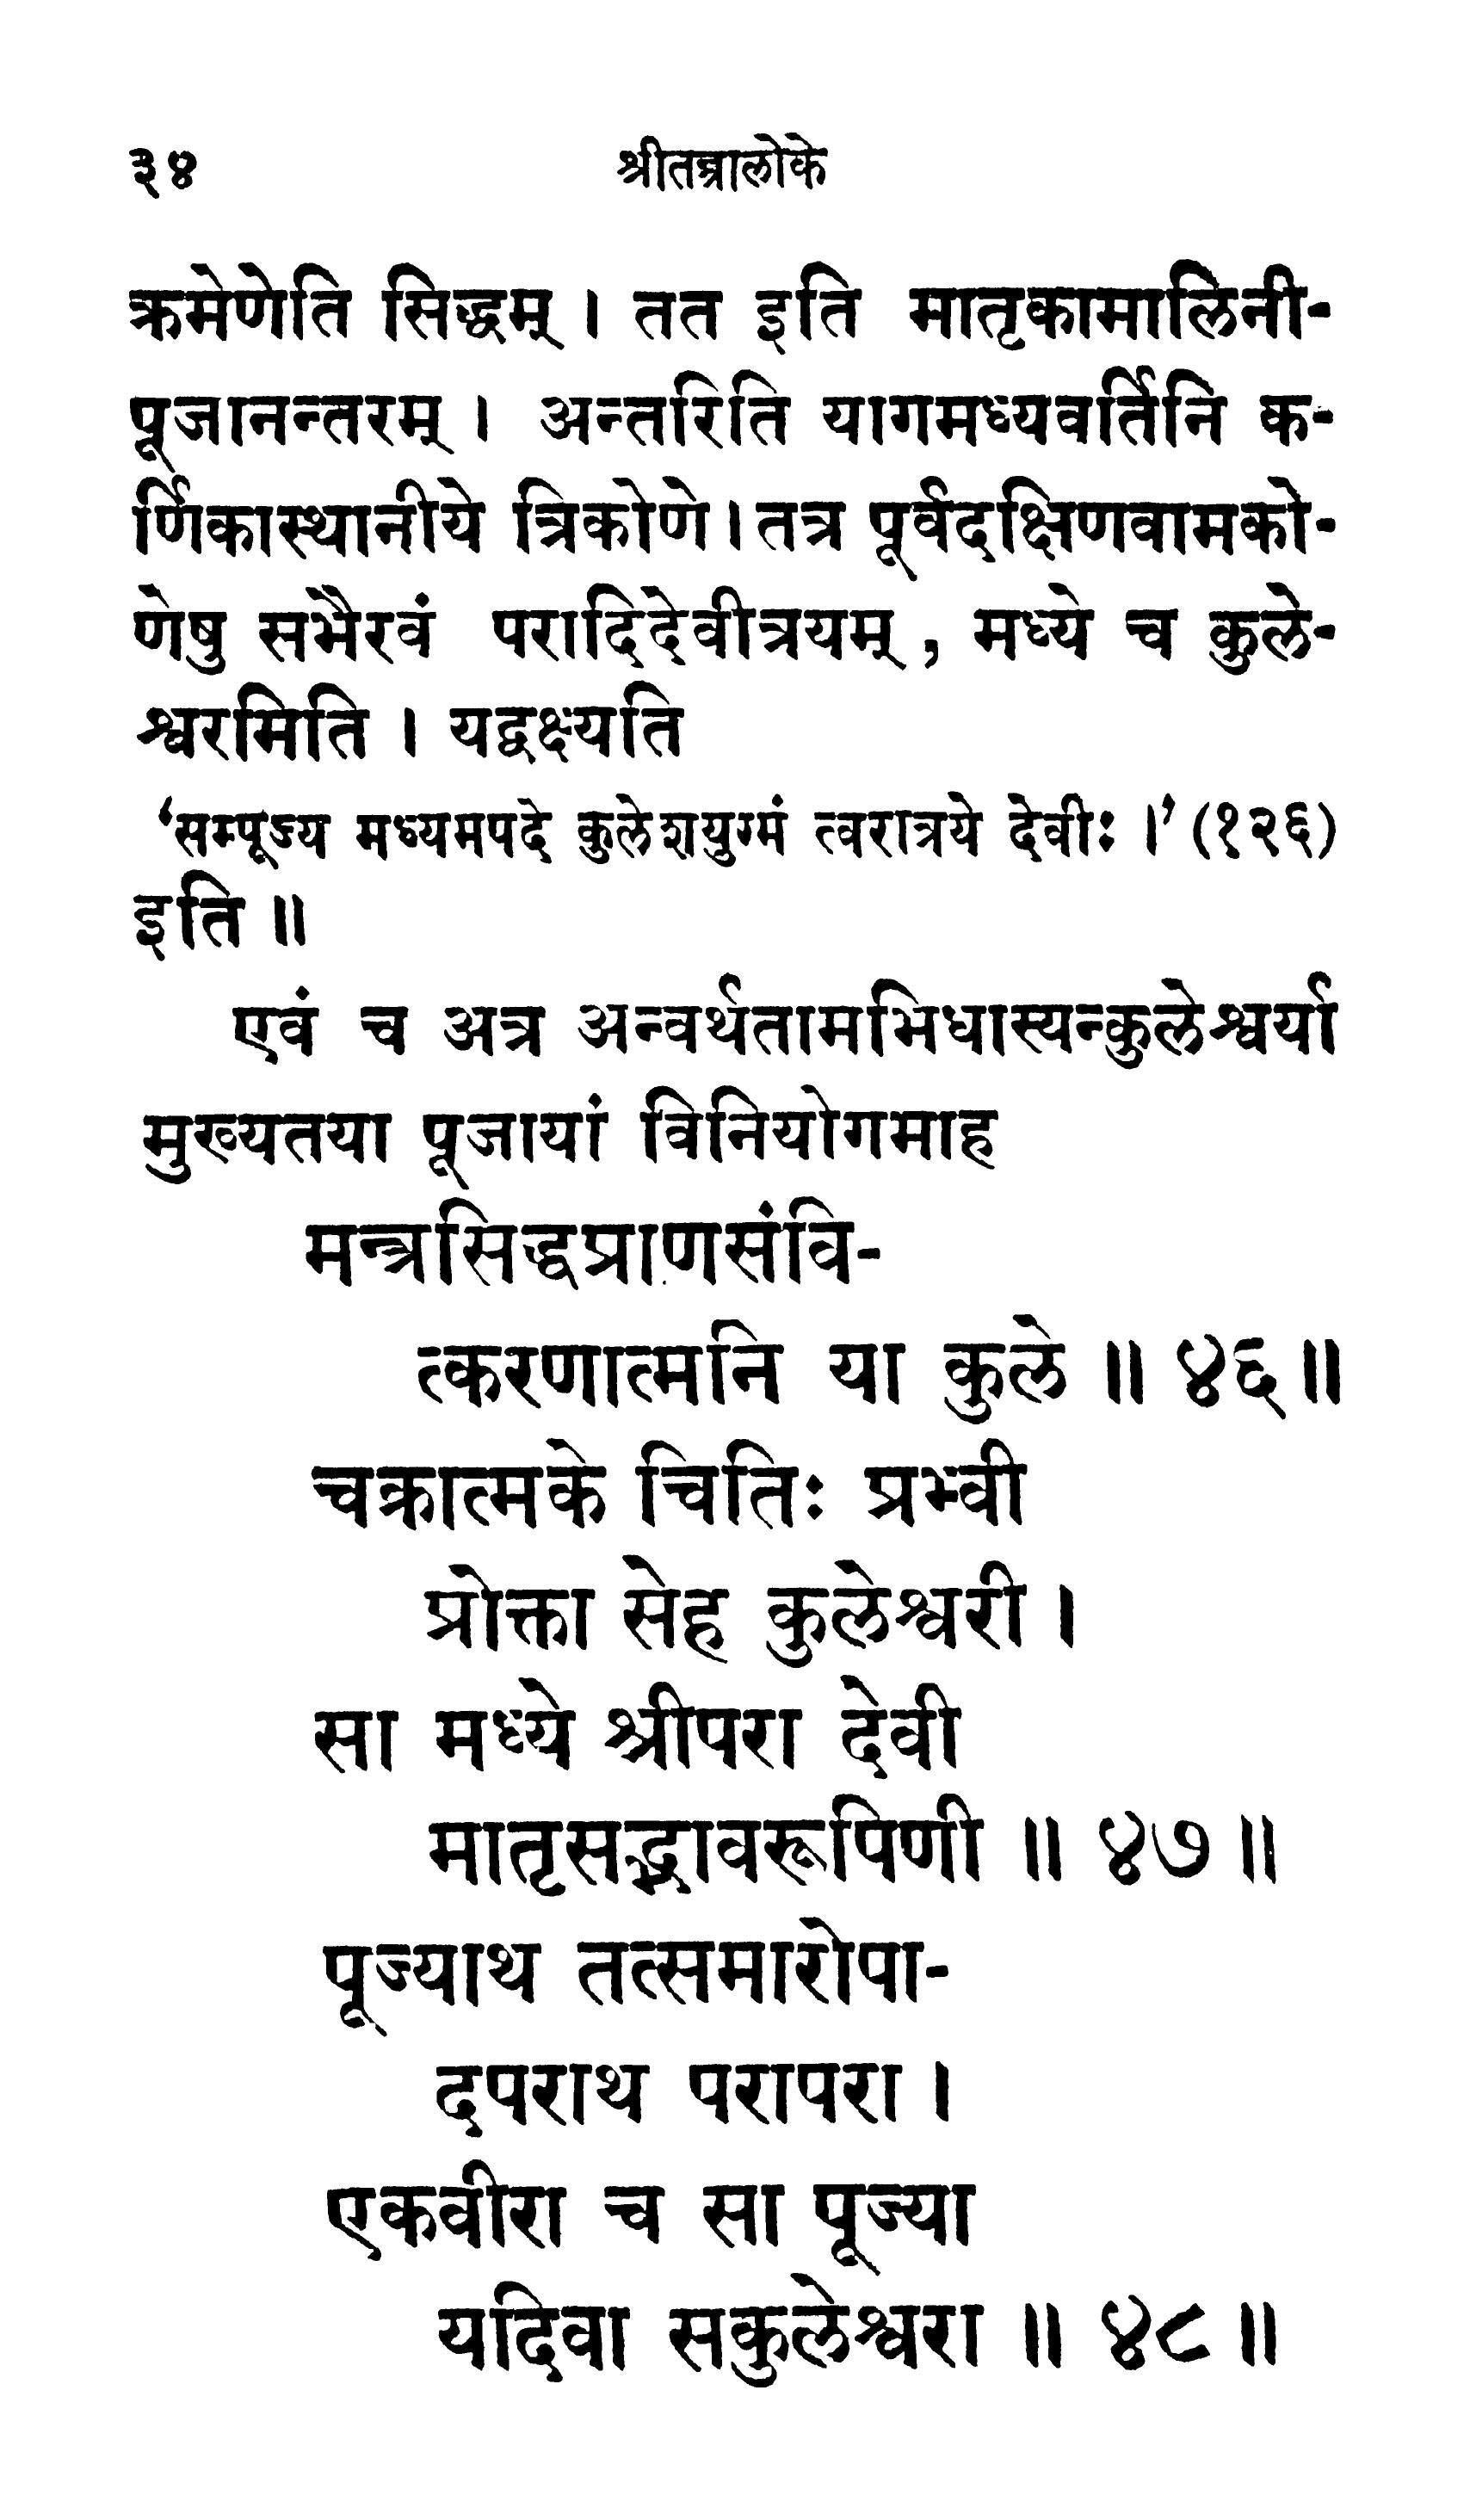 ३४
श्रीतन्त्रालोके
क्रमेणेति सिद्धम् । तत इति मातृकामालिनी-
पूजानन्तरम् । अन्तरिति यागमध्यवर्तिनि क-
र्णिकास्थानीये त्रिकोणे । तत्र पूर्वदक्षिणवामको-
णेषु सभैरवं परादिदेवीत्रयम् , मध्ये च कुले-
श्वरमिति । यद्वक्ष्यति
‘सम्पूज्य मध्यमपदे कुलेशयुग्मं त्वरात्रये देवीः ।’ (१२६)
इति ॥
एवं च अत्र अन्वर्थतामभिधास्यन्कुलेश्वर्या
मुख्यतया पूजायां विनियोगमाह
मन्त्रसिद्धप्राणसंवि-
त्करणात्मनि या कुले ॥ ४६ ॥
चक्रात्मके चितिः प्रभ्वी
प्रोक्ता सेह कुलेश्वरी ।
सा मध्ये श्रीपरा देवी
मातृसद्भावरूपिणी ॥ ४७ ॥
पूज्याथ तत्समारोपा-
दपराथ परापरा ।
एकवीरा च सा पूज्या
यदिवा सकुलेश्वरा ॥ ४८ ॥